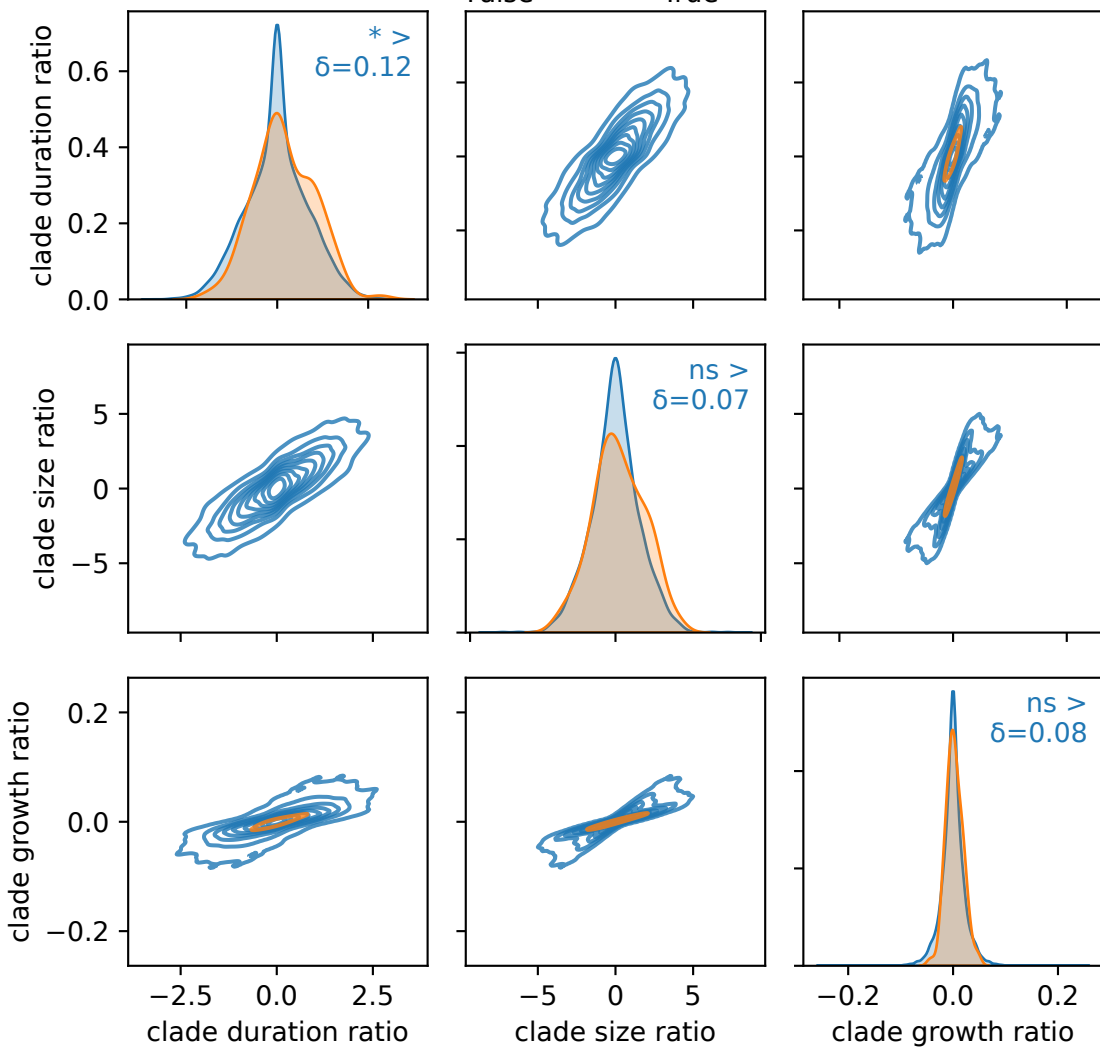 * >
δ=0.12
clade duration ratio
0.6
0.4
0.2
0.0
ns >
δ=0.07
clade size ratio
5
0
−5
ns >
δ=0.08
clade growth ratio
0.2
0.0
−0.2
−2.5 0.0 2.5
−5 0 5
−0.2 0.0 0.2
clade duration ratio
clade size ratio
clade growth ratio